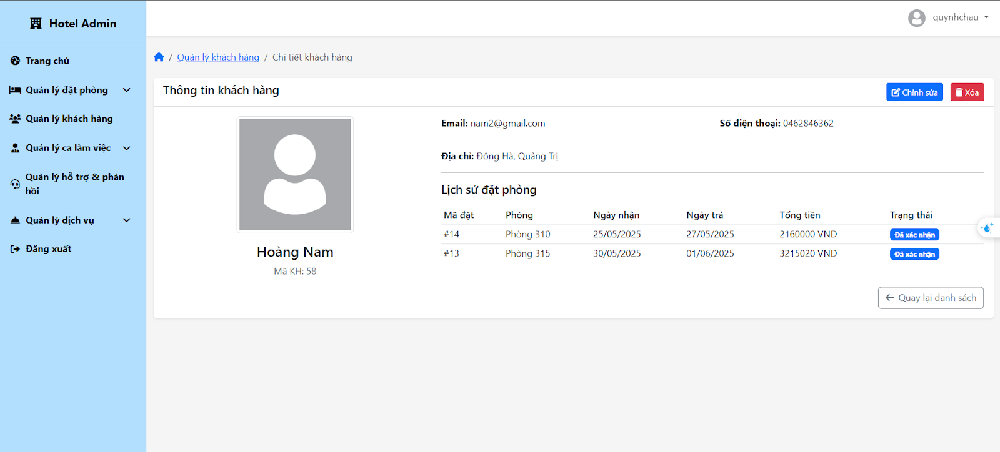 Hotel Admin
quynhchau
Trang chủ
Quản lý đặt phòng
Quản lý khách hàng
Quản lý ca làm việc
Quản lý hỗ trợ & phản
hồi
Quản lý dịch vụ
Đăng xuất
/ Quản lý khách hàng / Chi tiết khách hàng
Thông tin khách hàng
Chỉnh sửa
Xóa
Hoàng Nam
Mã KH: 58
Email: nam2@gmail.com
Số điện thoại: 0462846362
Địa chỉ: Đông Hà, Quảng Trị
Lịch sử đặt phòng
Mã đặt Phòng Ngày nhận Ngày trả Tổng tiền Trạng thái
#14 Phòng 310 25/05/2025 27/05/2025 2160000 VND Đã xác nhận
#13 Phòng 315 30/05/2025 01/06/2025 3215020 VND Đã xác nhận
Quay lại danh sách